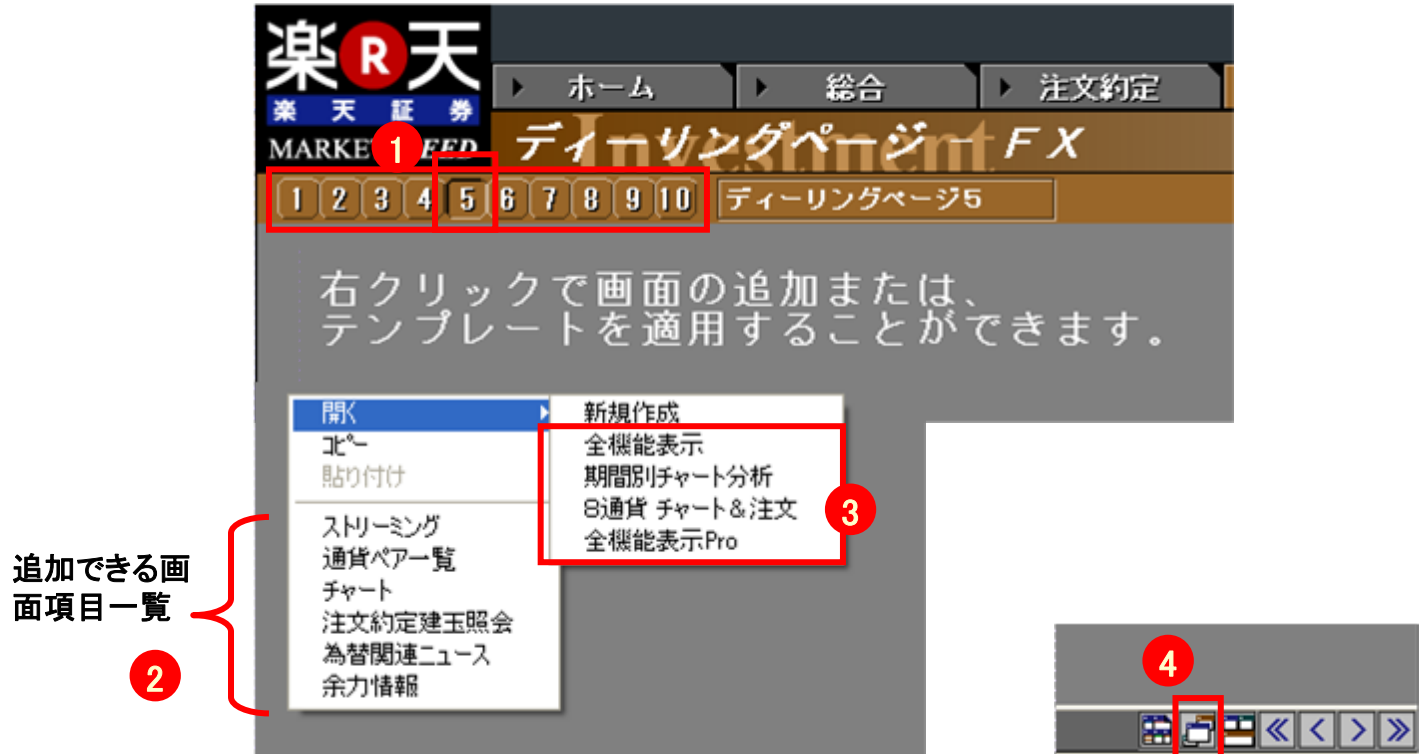 楽R天
楽天証券
ホーム
総合
注文約定
MARKE
EED
1
Investment
ディーリングページ - FX
1 2 3 4 5 6 7 8 9 10
ディーリングページ5
右クリックで画面の追加または、
テンプレートを適用することができます。
開く
コピー
貼り付け
ストリーミング
通貨ペア一覧
チャート
注文約定建玉照会
為替関連ニュース
余力情報
新規作成
全機能表示
期間別チャート分析
8通貨 チャート&注文
全機能表示Pro
3
追加できる画
面項目一覧
2
4